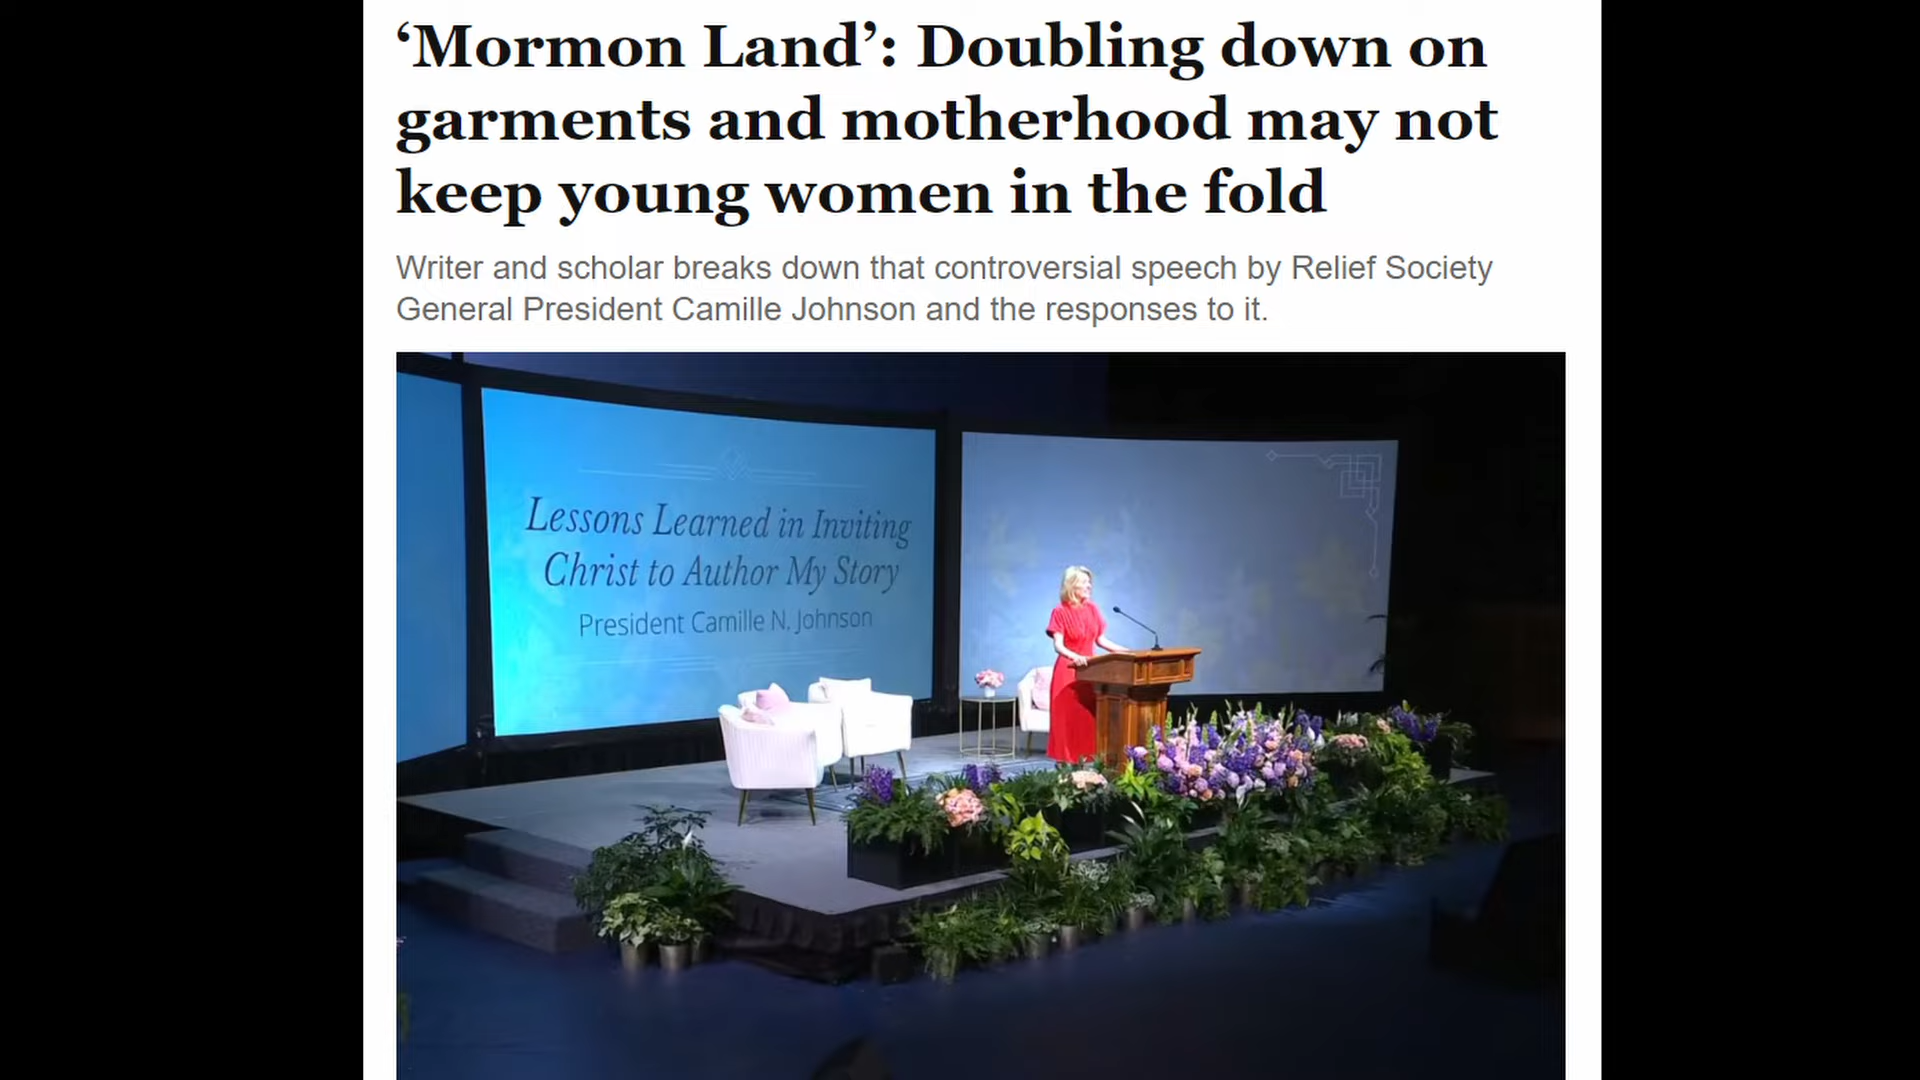 ‘Mormon Land’: Doubling down on
garments and motherhood may not
keep young women in the fold
Writer and scholar breaks down that controversial speech by Relief Society
General President Camille Johnson and the responses to it.
Lessons Learned in Inviting
Christ to Author My Story
President Camille N. Johnson